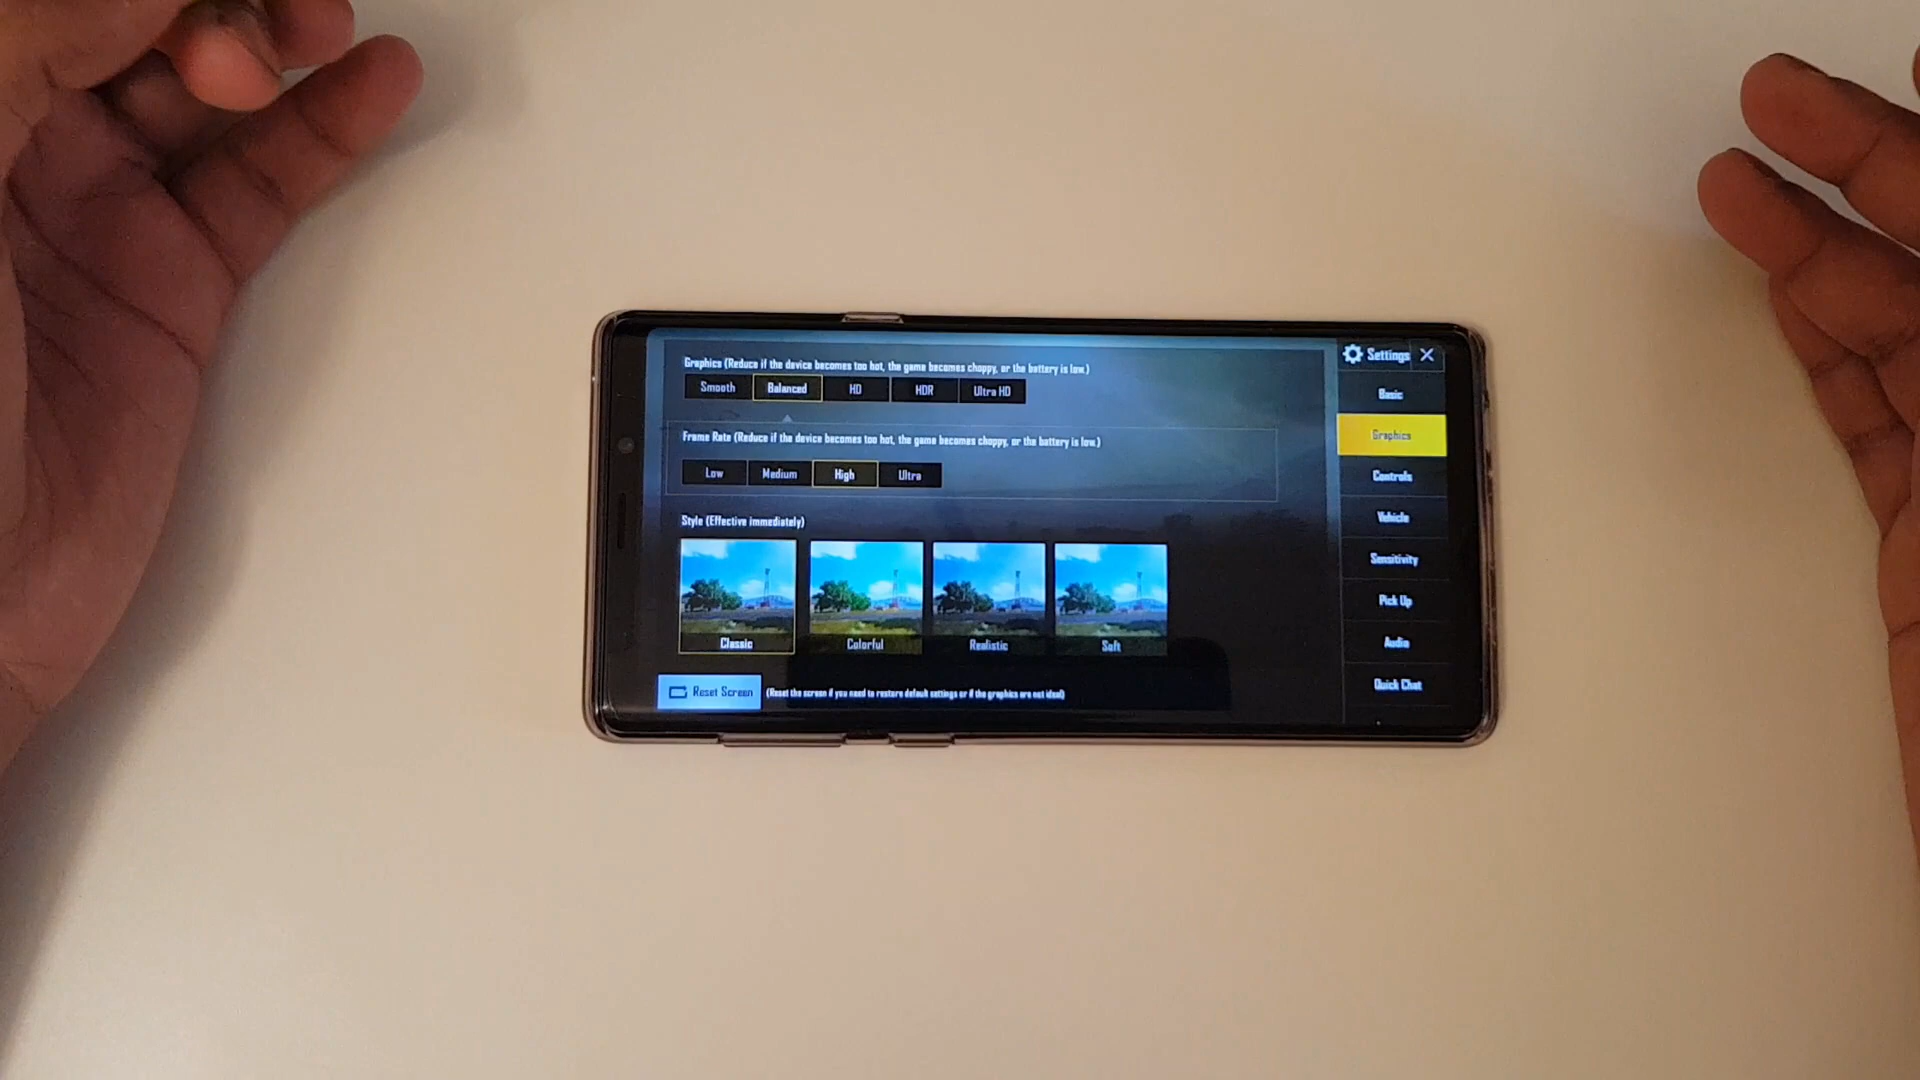 Graphics (Reduce if the device becomes too hot, the game becomes choppy, or the battery is low.)
Smooth Balanced HD HDR Ultra HD
Frame Rate (Reduce if the device becomes too hot, the game becomes choppy, or the battery is low.)
Low Medium High Ultra
Style (Effective immediately)
Classic Colorful Realistic Soft
Reset Screen (Reset the screen if you need to restore default settings or if the graphics are not ideal)
Settings
Basic
Graphics
Controls
Vehicle
Sensitivity
Pick Up
Audio
Quick Chat